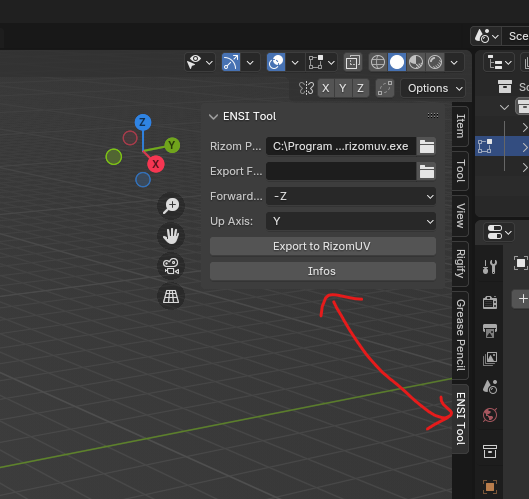 Sce
X Y Z
Options
Sc
ENSI Tool
Rizom P...
C:\Program ...rizomuv.exe
Export F...
Forward...
-Z
Up Axis:
Y
Export to RizomUV
Infos
Z
Y
X
Item
Tool
View
Rigify
Grease Pencil
ENSI Tool